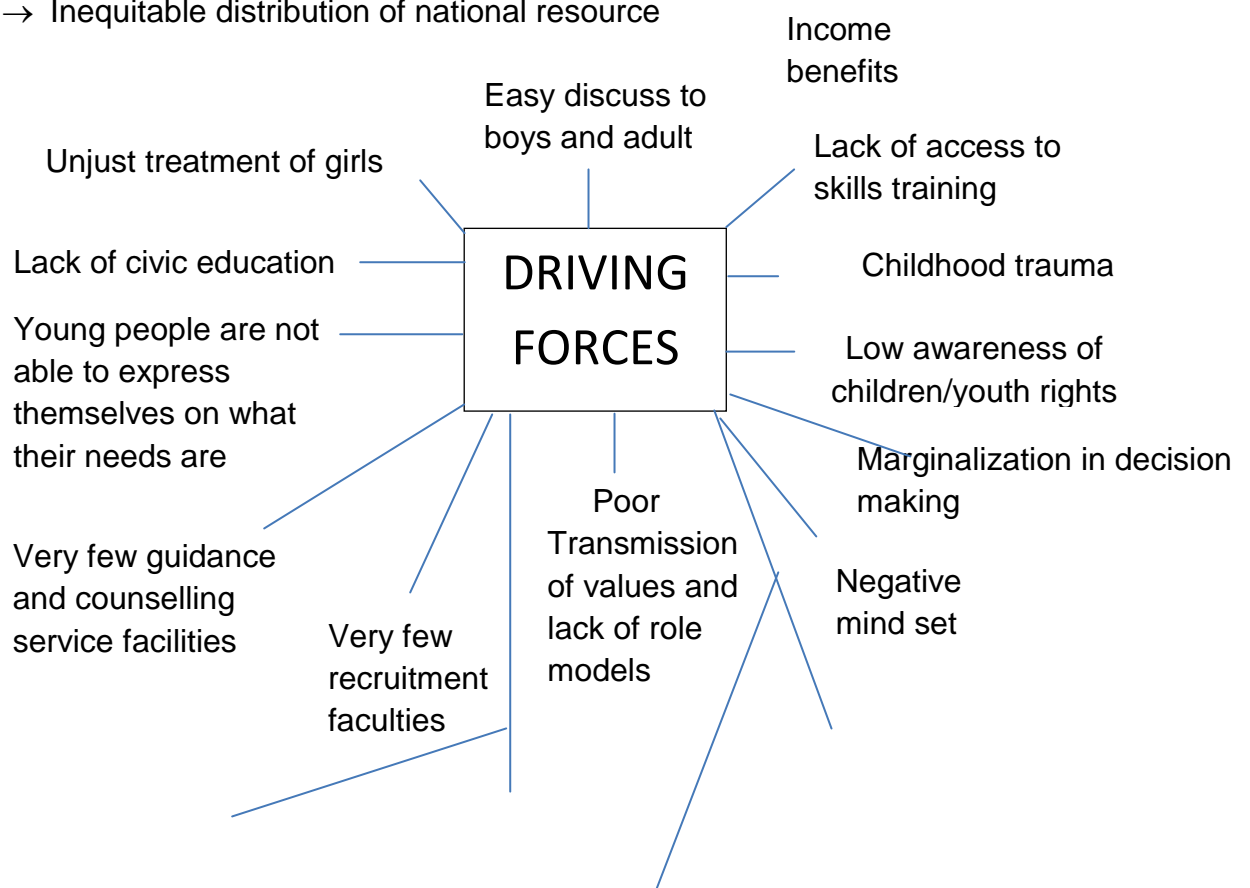 → Inequitable distribution of national resource
Income
benefits
Easy discuss to
boys and adult
Unjust treatment of girls
Lack of access to
skills training
Lack of civic education
DRIVING
FORCES
Childhood trauma
Young people are not
able to express
themselves on what
their needs are
Low awareness of
children/youth rights
Marginalization in decision
making
Poor
Transmission
of values and
lack of role
models
Very few guidance
and counselling
service facilities
Negative
mind set
Very few
recruitment
faculties